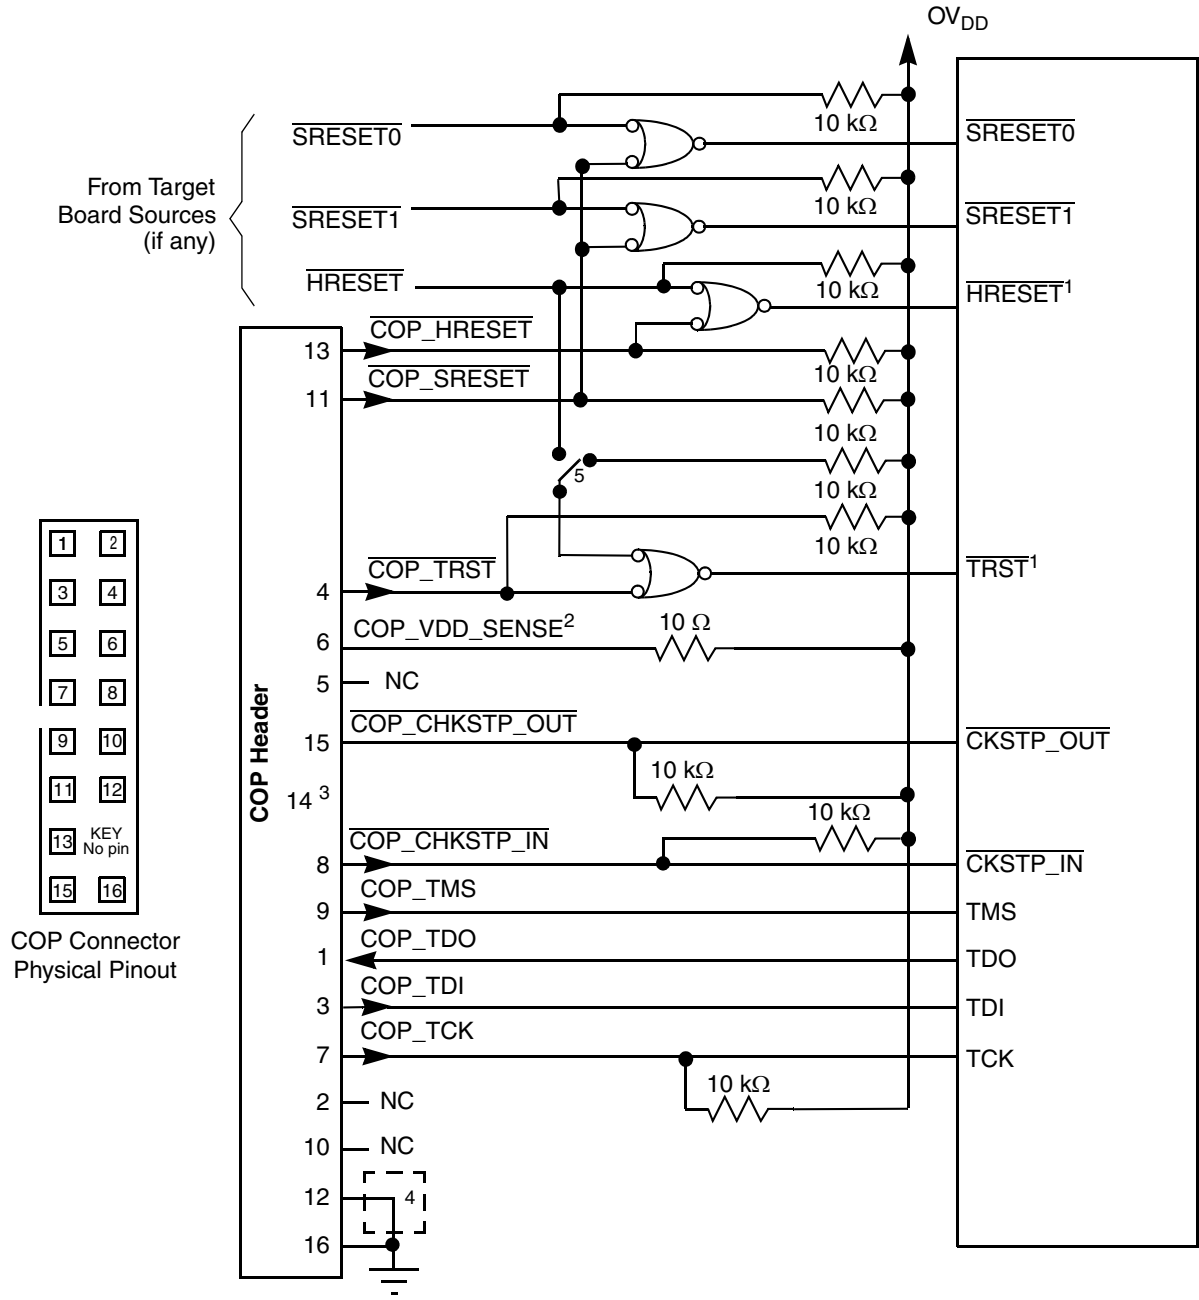 OVDD
10 kΩ
SRESET0
SRESET0
From Target
Board Sources
(if any)
10 kΩ
SRESET1
SRESET1
10 kΩ
HRESET
HRESET1
13
COP_HRESET
10 kΩ
11
COP_SRESET
10 kΩ
5
10 kΩ
10 kΩ
4
COP_TRST
TRST1
6
COP_VDD_SENSE2
10 Ω
5
NC
15
COP_CHKSTP_OUT
CKSTP_OUT
10 kΩ
14 3
10 kΩ
8
COP_CHKSTP_IN
CKSTP_IN
9
COP_TMS
TMS
1
COP_TDO
TDO
3
COP_TDI
TDI
7
COP_TCK
TCK
10 kΩ
2
NC
10
NC
12
4
16
COP Header
1 2
3 4
5 6
7 8
9 10
11 12
13 KEY
No pin
15 16
COP Connector
Physical Pinout